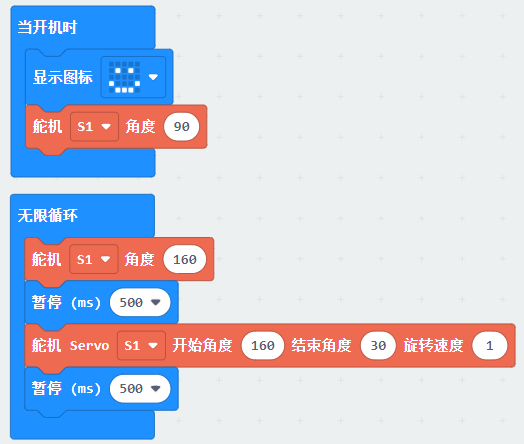 当开机时
显示图标
舵机 S1 角度 90
无限循环
舵机 S1 角度 160
暂停 (ms) 500
舵机 Servo S1 开始角度 160 结束角度 30 旋转速度 1
暂停 (ms) 500